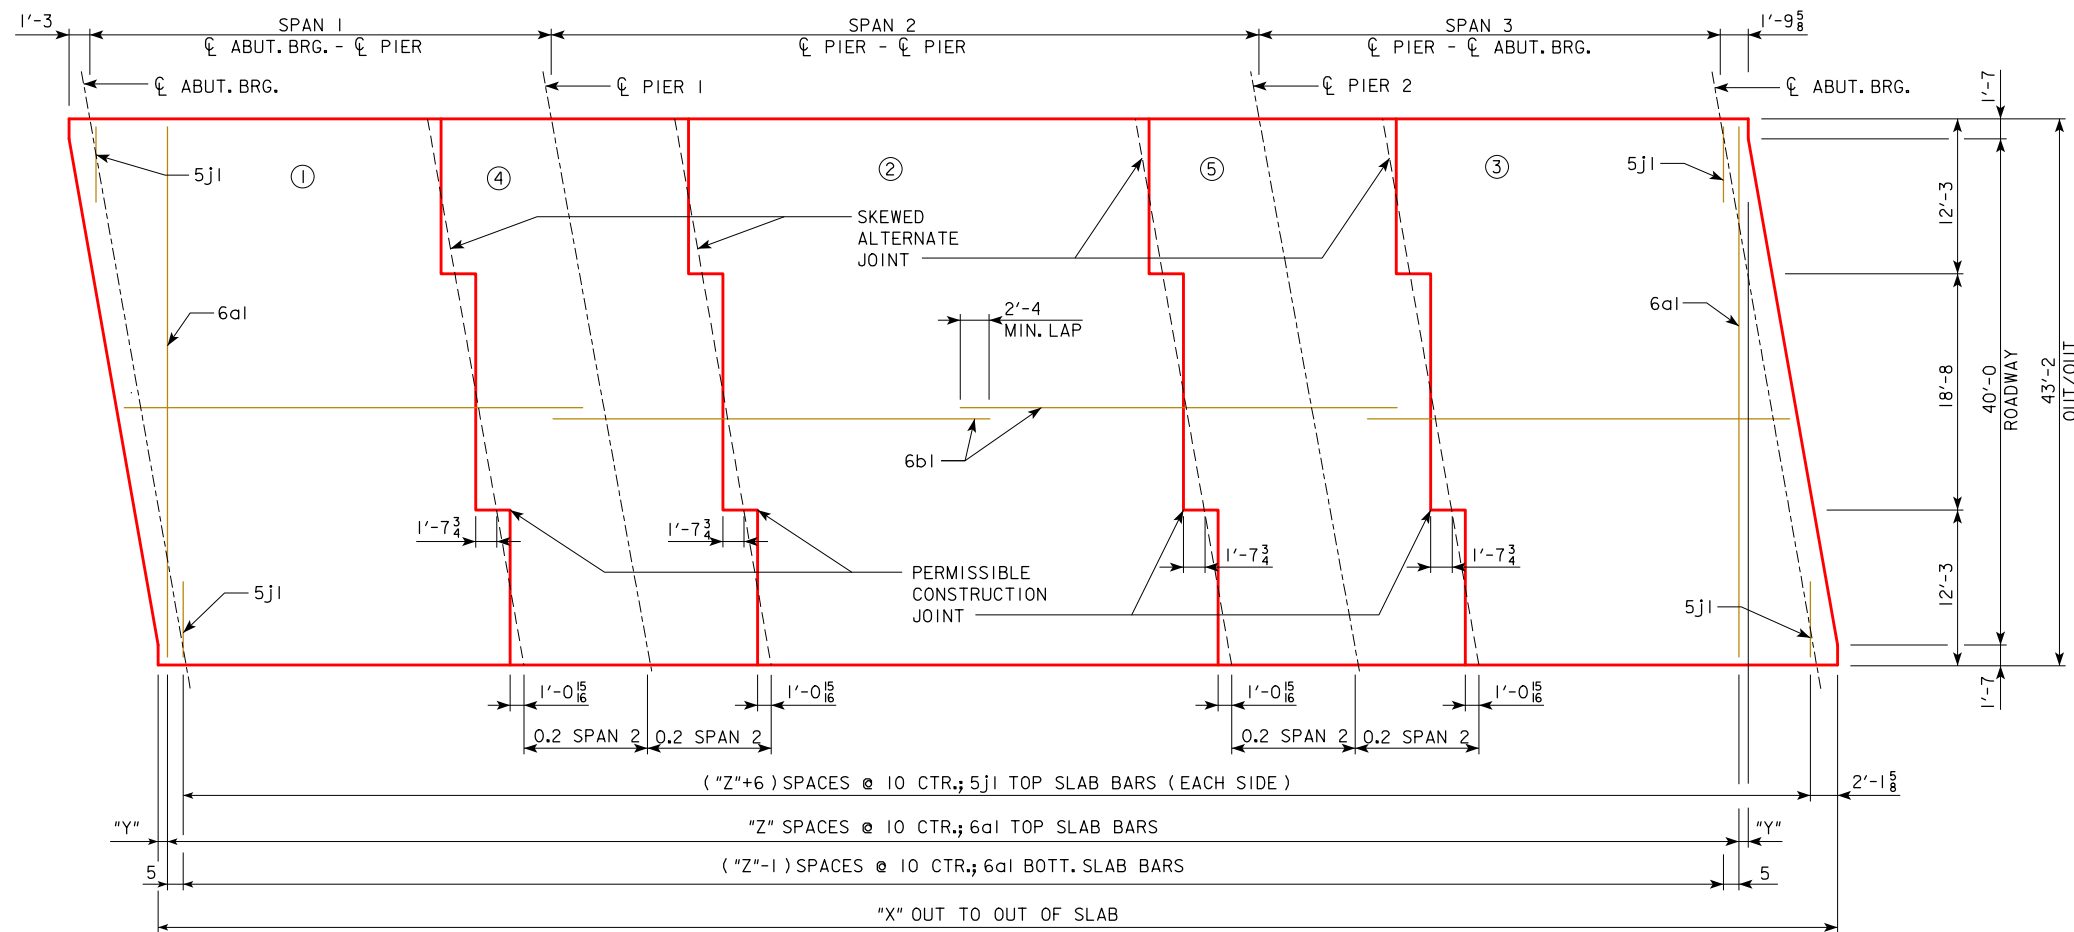 1'-3
SPAN 1
℄ ABUT. BRG. - ℄ PIER
SPAN 2
℄ PIER - ℄ PIER
SPAN 3
℄ PIER - ℄ ABUT. BRG.
1'-9 5/8
℄ ABUT. BRG.
℄ PIER 1
℄ PIER 2
℄ ABUT. BRG.
1'-7
5j1
①
④
②
⑤
③
5j1
12'-3
SKEWED
ALTERNATE
JOINT
6a1
2'-4
MIN. LAP
6a1
18'-8
40'-0
ROADWAY
43'-2
OUT/OUT
6b1
1'-7 3/4
1'-7 3/4
1'-7 3/4
1'-7 3/4
PERMISSIBLE
CONSTRUCTION
JOINT
5j1
5j1
12'-3
1'-7
1'-0 15/16
1'-0 15/16
1'-0 15/16
1'-0 15/16
0.2 SPAN 2
0.2 SPAN 2
0.2 SPAN 2
0.2 SPAN 2
("Z"+6) SPACES @ 10 CTR.; 5j1 TOP SLAB BARS (EACH SIDE)
2'-1 5/8
"Y"
"Z" SPACES @ 10 CTR.; 6a1 TOP SLAB BARS
"Y"
5
("Z"-1) SPACES @ 10 CTR.; 6a1 BOTT. SLAB BARS
5
"X" OUT TO OUT OF SLAB